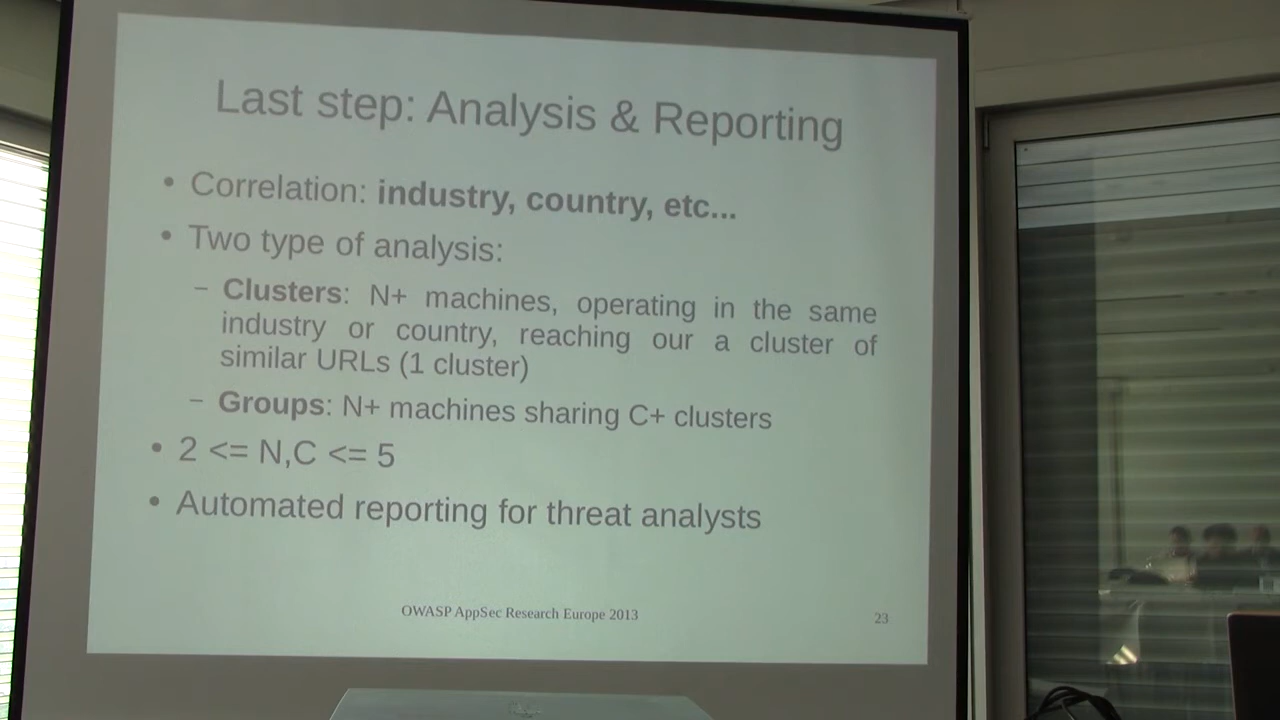 Last step: Analysis & Reporting
• Correlation: industry, country, etc...
• Two type of analysis:
– Clusters: N+ machines, operating in the same
industry or country, reaching our a cluster of
similar URLs (1 cluster)
– Groups: N+ machines sharing C+ clusters
• 2 <= N,C <= 5
• Automated reporting for threat analysts
OWASP AppSec Research Europe 2013
23